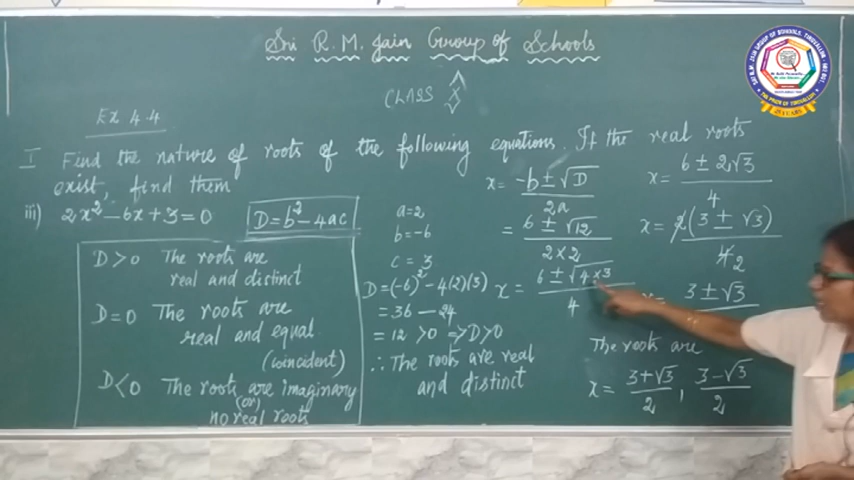 Sri R. M. Jain Group of Schools
CLASS X
Ex 4.4
I Find the nature of roots of the following equations. If the real roots
exist, find them
iii) 2x² - 6x + 3 = 0
D = b² - 4ac
D > 0 The roots are
real and distinct
D = 0 The roots are
real and equal
(coincident)
D < 0 The roots are imaginary
(or)
no real roots
a = 2
b = -6
c = 3
D = (-6)² - 4(2)(3)
= 36 - 24
= 12 > 0 ⇒ D > 0
∴ The roots are real
and distinct
x = -b ± √D / 2a
= 6 ± √12 / 2×2
x = 6 ± √4×3 / 4
x = 6 ± 2√3 / 4
x = 2(3 ± √3) / 4 2
x = 3 ± √3
The roots are
x = 3+√3 / 2 , 3-√3 / 2